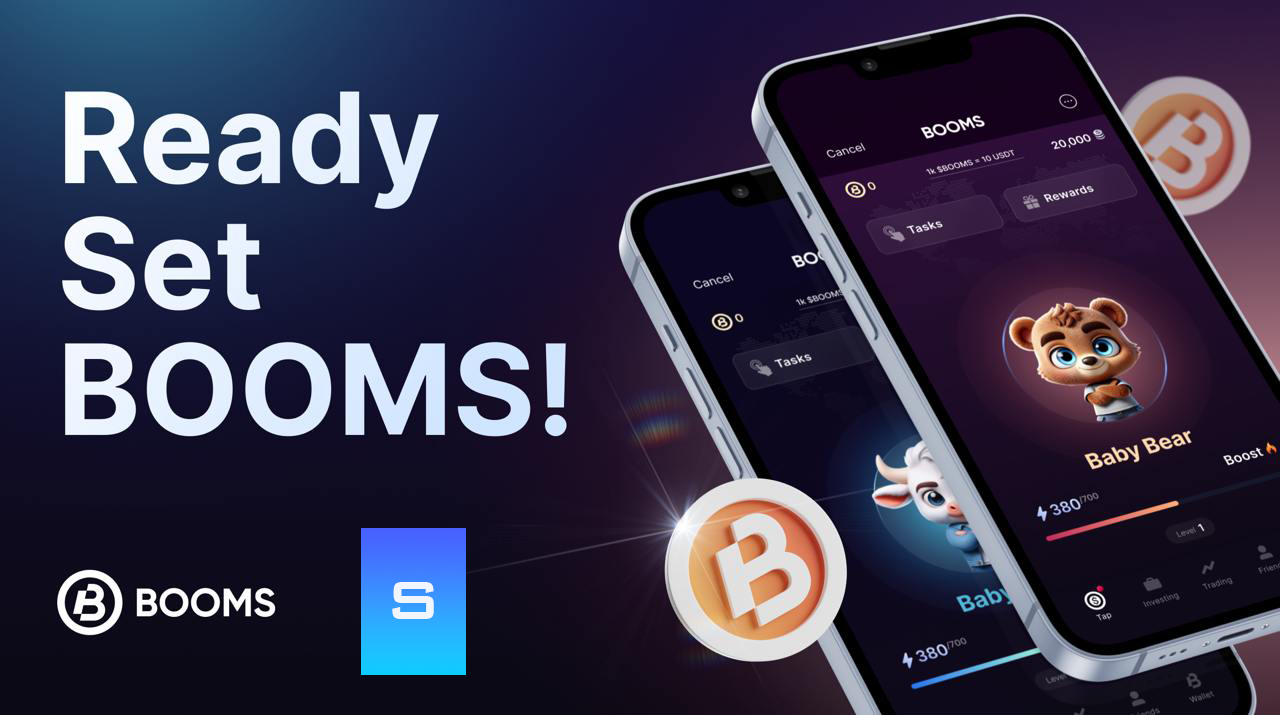 Ready
Set
BOOMS!
BOOMS
S
BOOMS
Cancel
20,000
0
1k $BOOMS = 10 USDT
Tasks
Rewards
Baby Bear
Boost
380/700
Level 1
Tap
Investing
Trading
Cancel
0
1k $BOOMS
Tasks
Baby
380/700
Wallet